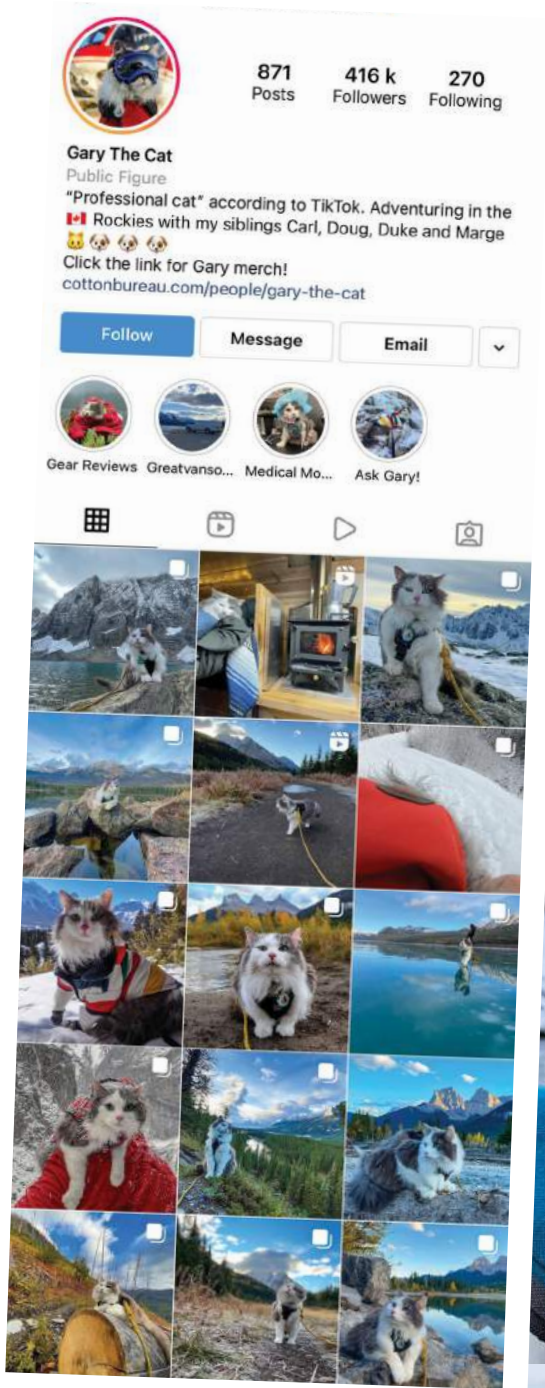 871 416 k 270
Posts Followers Following
Gary The Cat
Public Figure
"Professional cat" according to TikTok. Adventuring in the
🇨🇦 Rockies with my siblings Carl, Doug, Duke and Marge
🐱 🐶 🐶 🐶
Click the link for Gary merch!
cottonbureau.com/people/gary-the-cat
Follow Message Email
Gear Reviews Greatvanso... Medical Mo... Ask Gary!